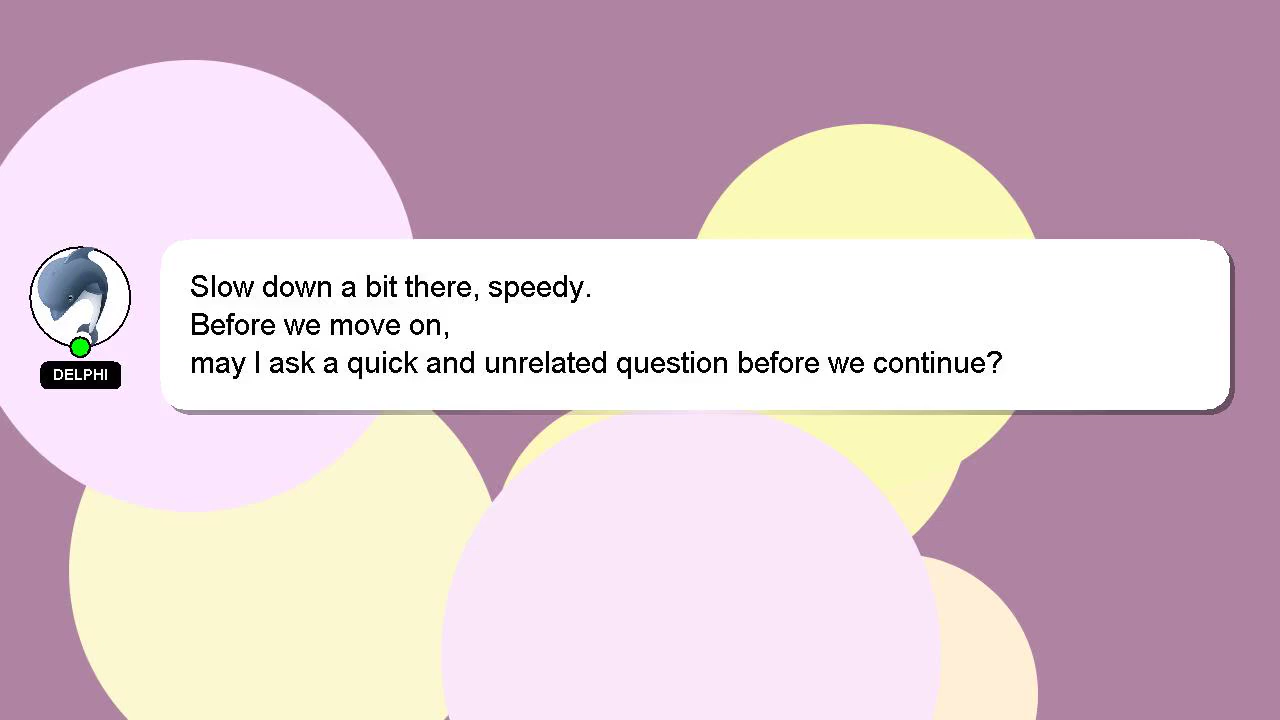 Slow down a bit there, speedy.
Before we move on,
may I ask a quick and unrelated question before we continue?
DELPHI